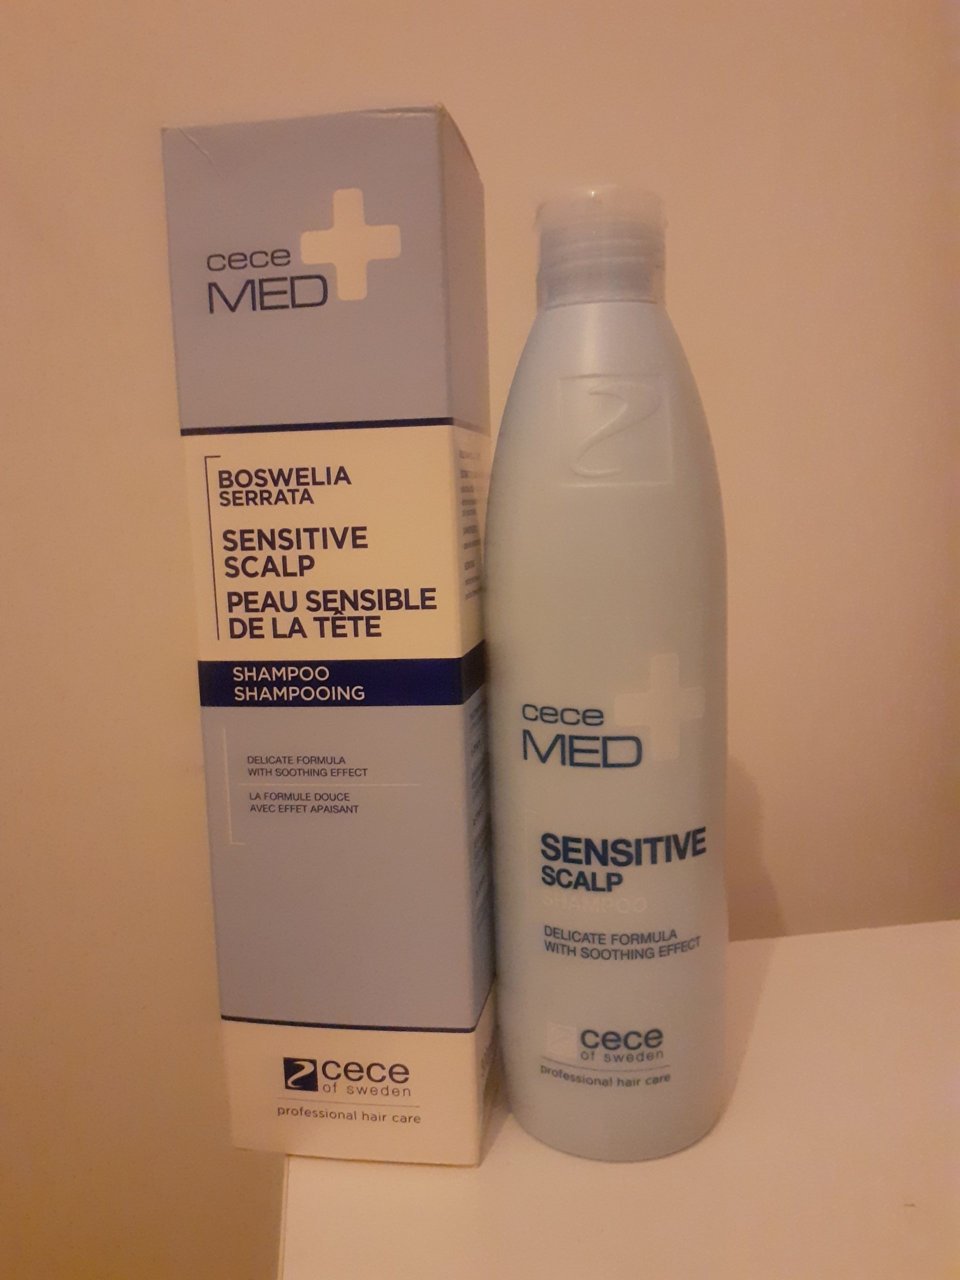 cece
MED
BOSWELIA
SERRATA
SENSITIVE
SCALP
PEAU SENSIBLE
DE LA TÊTE
SHAMPOO
SHAMPOOING
DELICATE FORMULA
WITH SOOTHING EFFECT
LA FORMULE DOUCE
AVEC EFFET APAISANT
cece
of sweden
professional hair care
cece
MED
SENSITIVE
SCALP
SHAMPOO
DELICATE FORMULA
WITH SOOTHING EFFECT
cece
of sweden
professional hair care